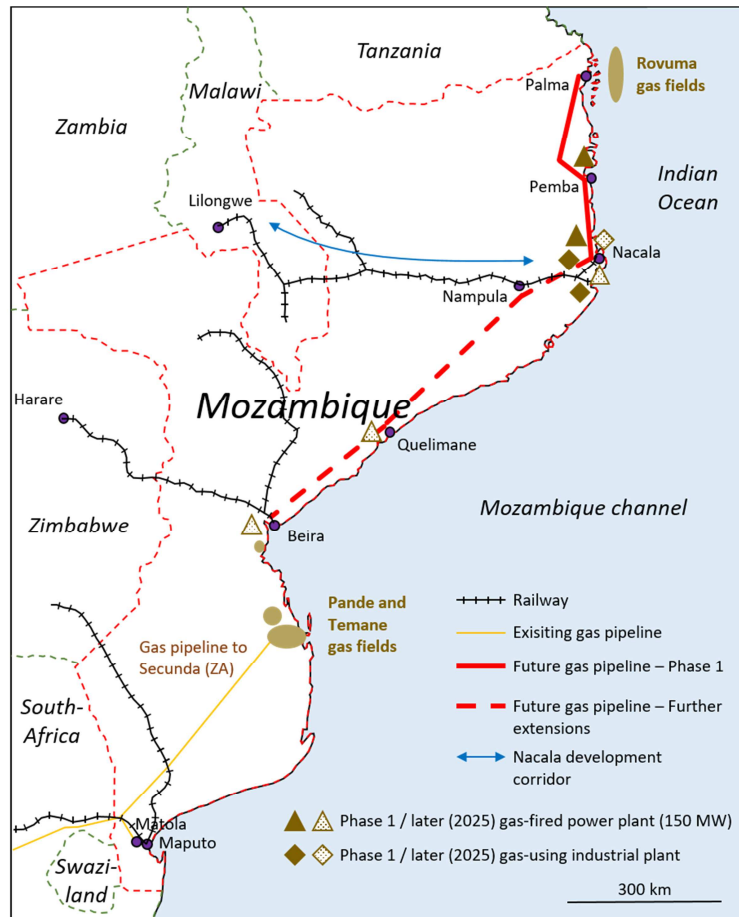 Tanzania
Malawi
Zambia
Palma
Rovuma
gas fields
Indian
Ocean
Pemba
Lilongwe
Nacala
Nampula
Harare
Mozambique
Quelimane
Zimbabwe
Mozambique channel
Beira
Pande and
Temane
gas fields
Gas pipeline to
Secunda (ZA)
South-
Africa
Matola
Maputo
Swazi-
land
Railway
Exisiting gas pipeline
Future gas pipeline – Phase 1
Future gas pipeline – Further
extensions
Nacala development
corridor
Phase 1 / later (2025) gas-fired power plant (150 MW)
Phase 1 / later (2025) gas-using industrial plant
300 km